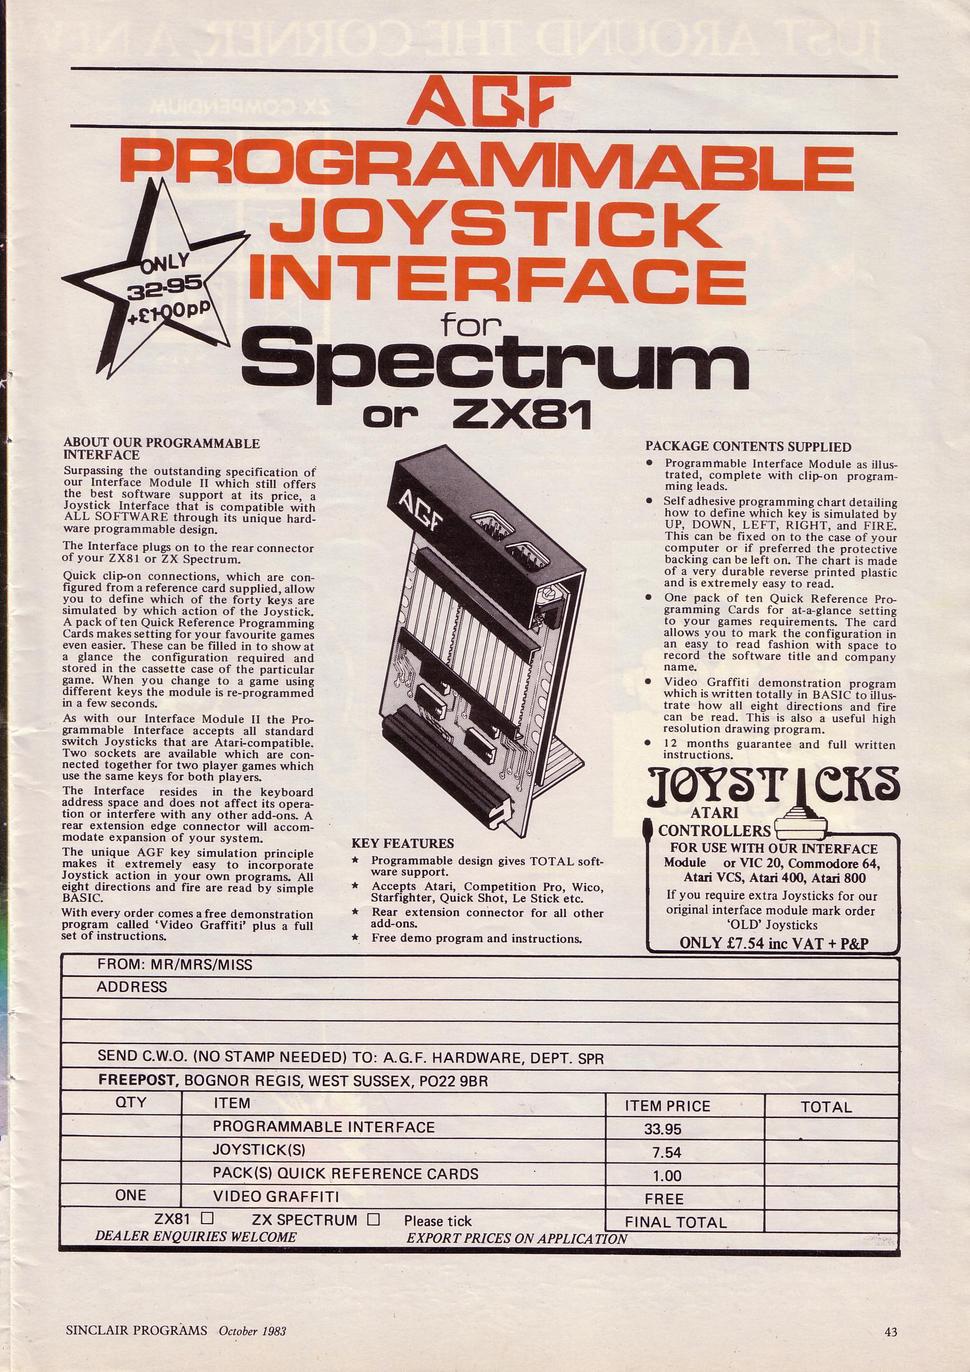 AGF
PROGRAMMABLE
JOYSTICK
INTERFACE
for
Spectrum
or ZX81
ONLY
32·95
+£1·00pp
ABOUT OUR PROGRAMMABLE
INTERFACE
Surpassing the outstanding specification of
our Interface Module II which still offers
the best software support at its price, a
Joystick Interface that is compatible with
ALL SOFTWARE through its unique hard-
ware programmable design.
The Interface plugs on to the rear connector
of your ZX81 or ZX Spectrum.
Quick clip-on connections, which are con-
figured from a reference card supplied, allow
you to define which of the forty keys are
simulated by which action of the Joystick.
A pack of ten Quick Reference Programming
Cards makes setting for your favourite games
even easier. These can be filled in to show at
a glance the configuration required and
stored in the cassette case of the particular
game. When you change to a game using
different keys the module is re-programmed
in a few seconds.
As with our Interface Module II the Pro-
grammable Interface accepts all standard
switch Joysticks that are Atari-compatible.
Two sockets are available which are con-
nected together for two player games which
use the same keys for both players.
The Interface resides in the keyboard
address space and does not affect its opera-
tion or interfere with any other add-ons. A
rear extension edge connector will accom-
modate expansion of your system.
The unique AGF key simulation principle
makes it extremely easy to incorporate
Joystick action in your own programs. All
eight directions and fire are read by simple
BASIC.
With every order comes a free demonstration
program called 'Video Graffiti' plus a full
set of instructions.
AGF
KEY FEATURES
★ Programmable design gives TOTAL soft-
ware support.
★ Accepts Atari, Competition Pro, Wico,
Starfighter, Quick Shot, Le Stick etc.
★ Rear extension connector for all other
add-ons.
★ Free demo program and instructions.
PACKAGE CONTENTS SUPPLIED
● Programmable Interface Module as illus-
trated, complete with clip-on program-
ming leads.
● Self adhesive programming chart detailing
how to define which key is simulated by
UP, DOWN, LEFT, RIGHT, and FIRE.
This can be fixed on to the case of your
computer or if preferred the protective
backing can be left on. The chart is made
of a very durable reverse printed plastic
and is extremely easy to read.
● One pack of ten Quick Reference Pro-
gramming Cards for at-a-glance setting
to your games requirements. The card
allows you to mark the configuration in
an easy to read fashion with space to
record the software title and company
name.
● Video Graffiti demonstration program
which is written totally in BASIC to illus-
trate how all eight directions and fire
can be read. This is also a useful high
resolution drawing program.
● 12 months guarantee and full written
instructions.
JOYSTICKS
ATARI
CONTROLLERS
FOR USE WITH OUR INTERFACE
Module or VIC 20, Commodore 64,
Atari VCS, Atari 400, Atari 800
If you require extra Joysticks for our
original interface module mark order
'OLD' Joysticks
ONLY £7.54 inc VAT + P&P
FROM: MR/MRS/MISS
ADDRESS
SEND C.W.O. (NO STAMP NEEDED) TO: A.G.F. HARDWARE, DEPT. SPR
FREEPOST, BOGNOR REGIS, WEST SUSSEX, PO22 9BR
QTY ITEM ITEM PRICE TOTAL
PROGRAMMABLE INTERFACE 33.95
JOYSTICK(S) 7.54
PACK(S) QUICK REFERENCE CARDS 1.00
ONE VIDEO GRAFFITI FREE
ZX81 □ ZX SPECTRUM □ Please tick FINAL TOTAL
DEALER ENQUIRIES WELCOME EXPORT PRICES ON APPLICATION
SINCLAIR PROGRAMS October 1983
43